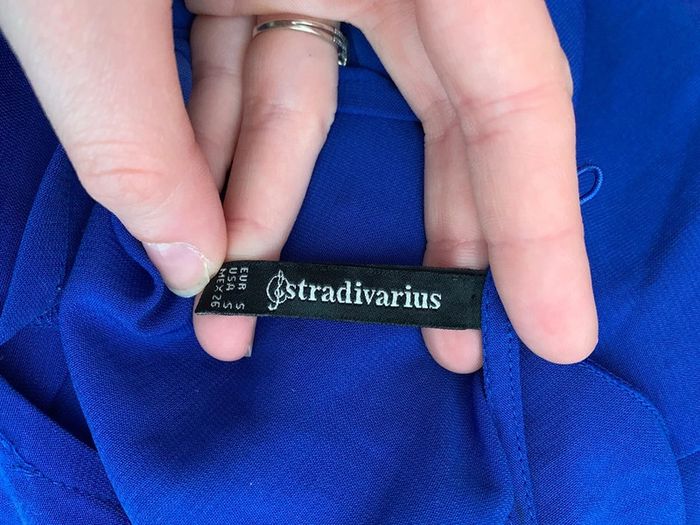 stradivarius
EUR S
USA S
MEX 26